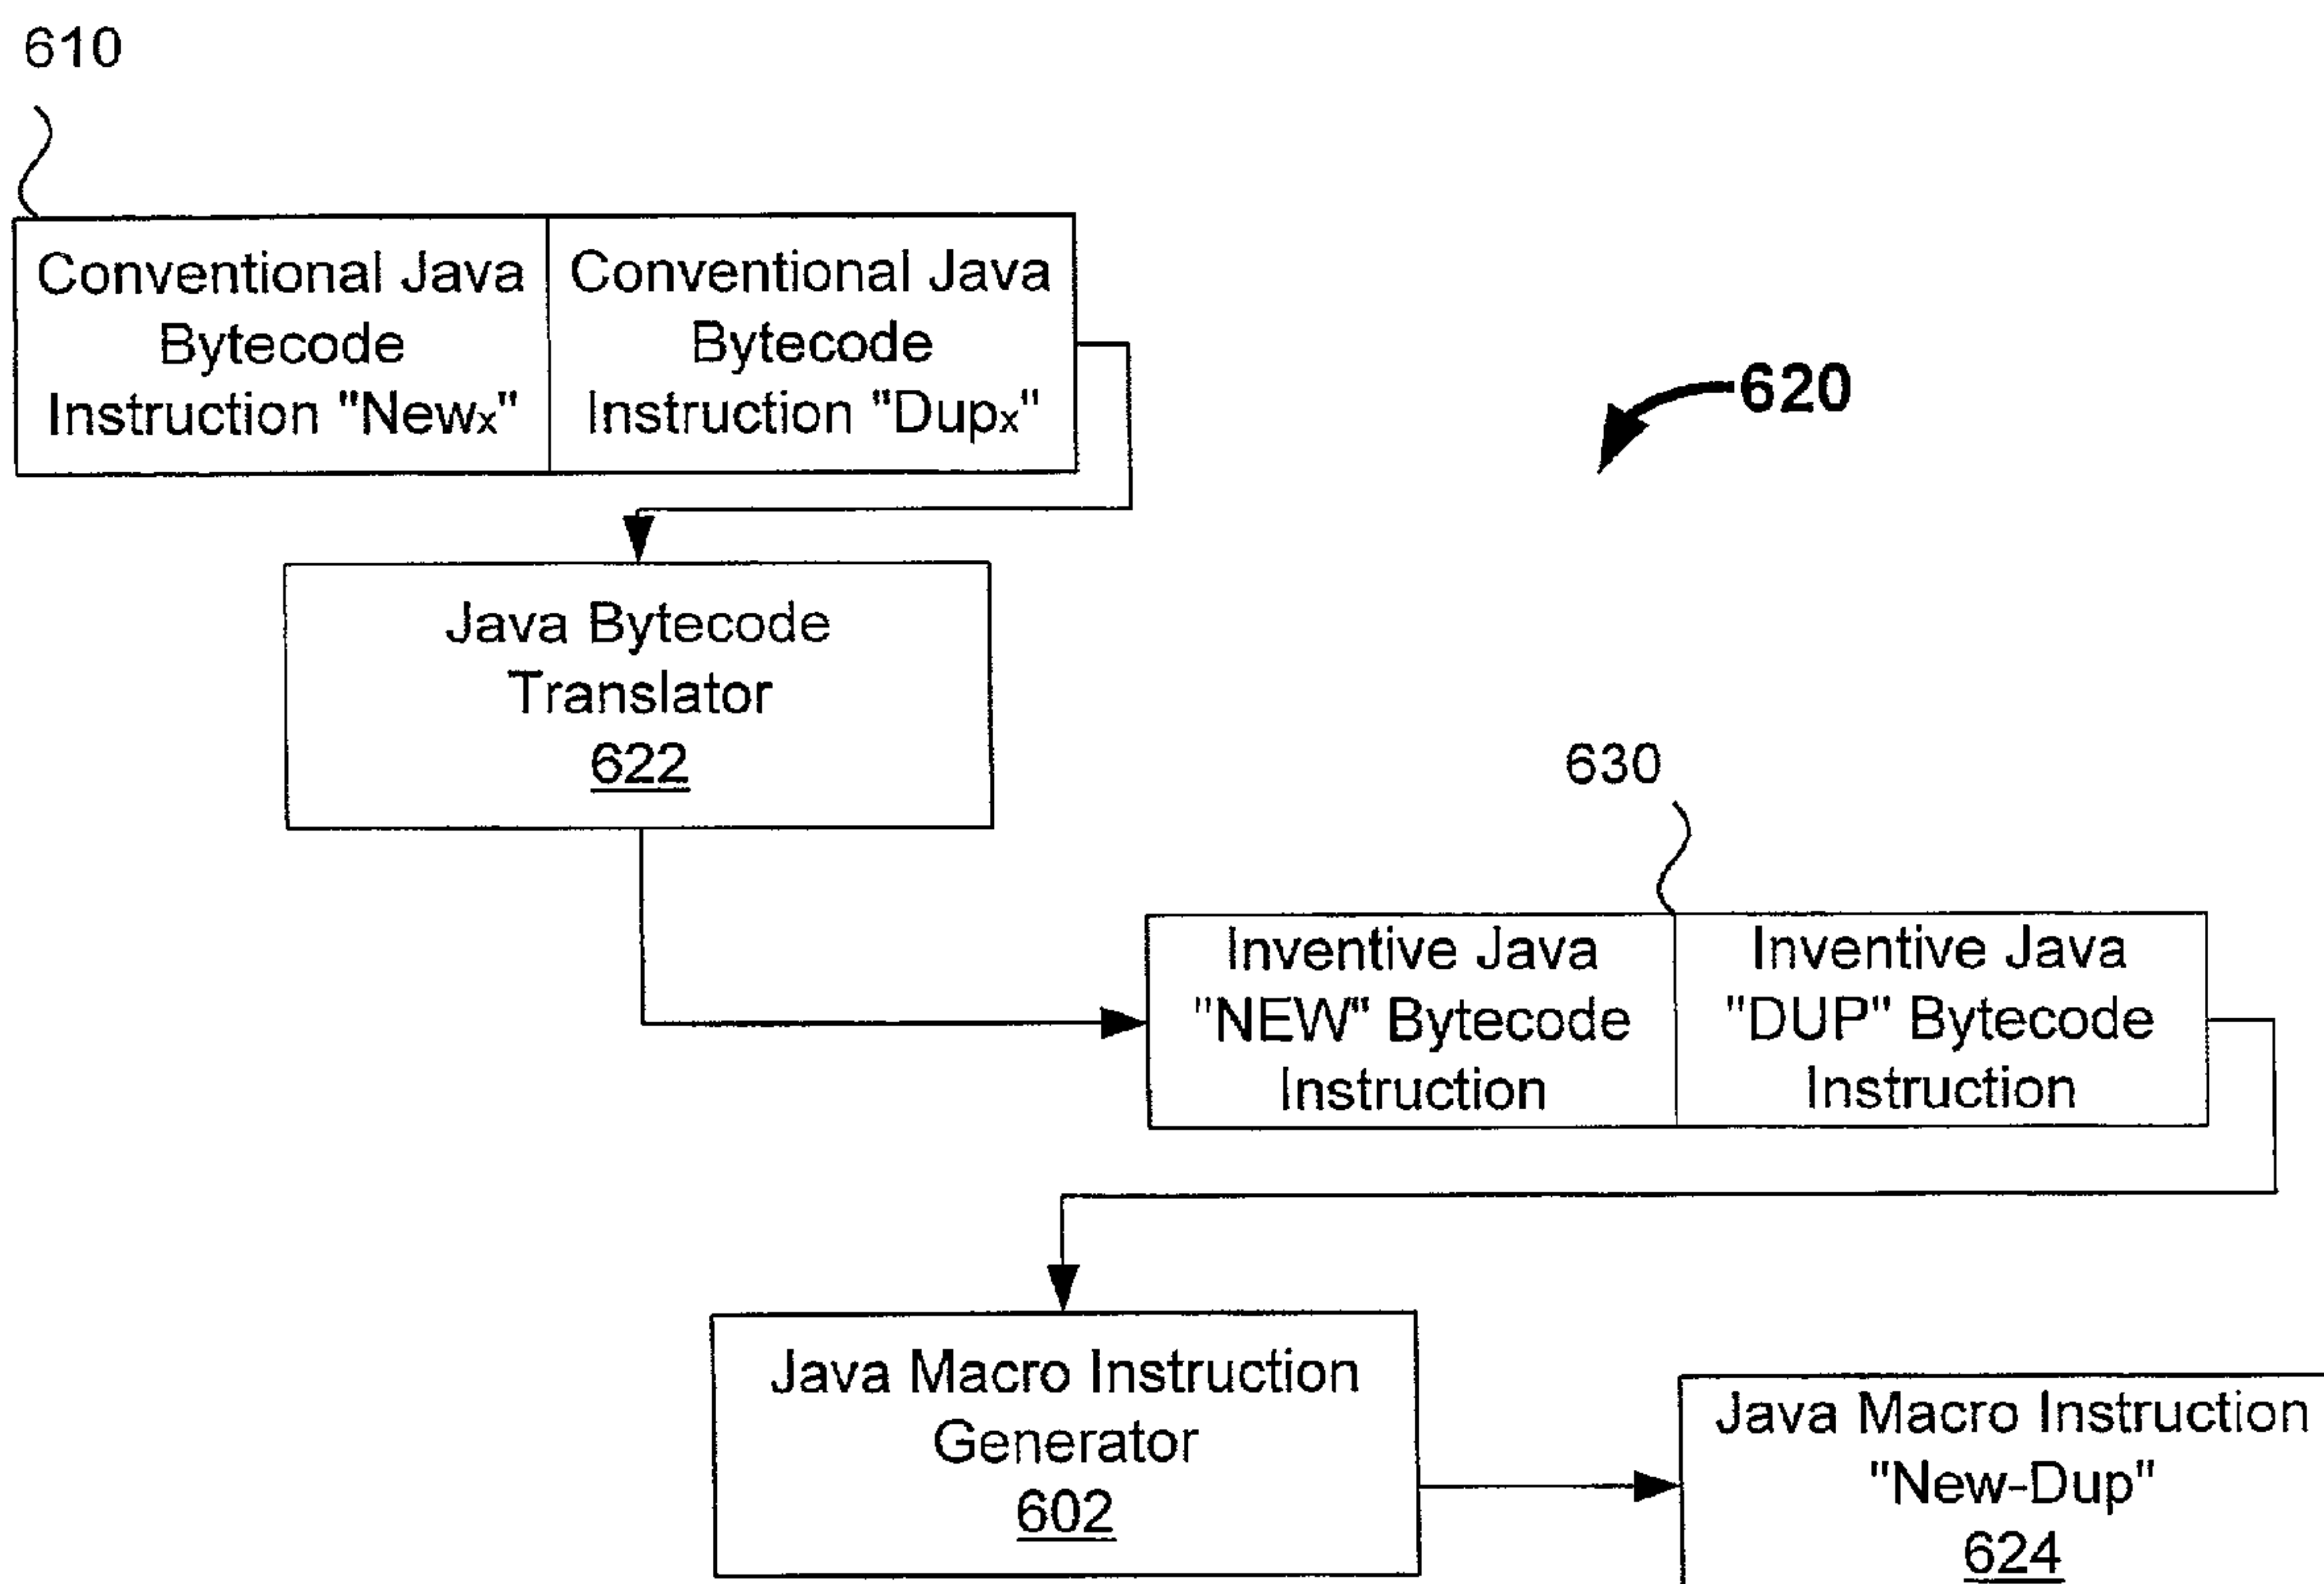 610
Conventional Java
Bytecode
Instruction "Newx"
Conventional Java
Bytecode
Instruction "Dupx"
620
Java Bytecode
Translator
622
630
Inventive Java
"NEW" Bytecode
Instruction
Inventive Java
"DUP" Bytecode
Instruction
Java Macro Instruction
Generator
602
Java Macro Instruction
"New-Dup"
624